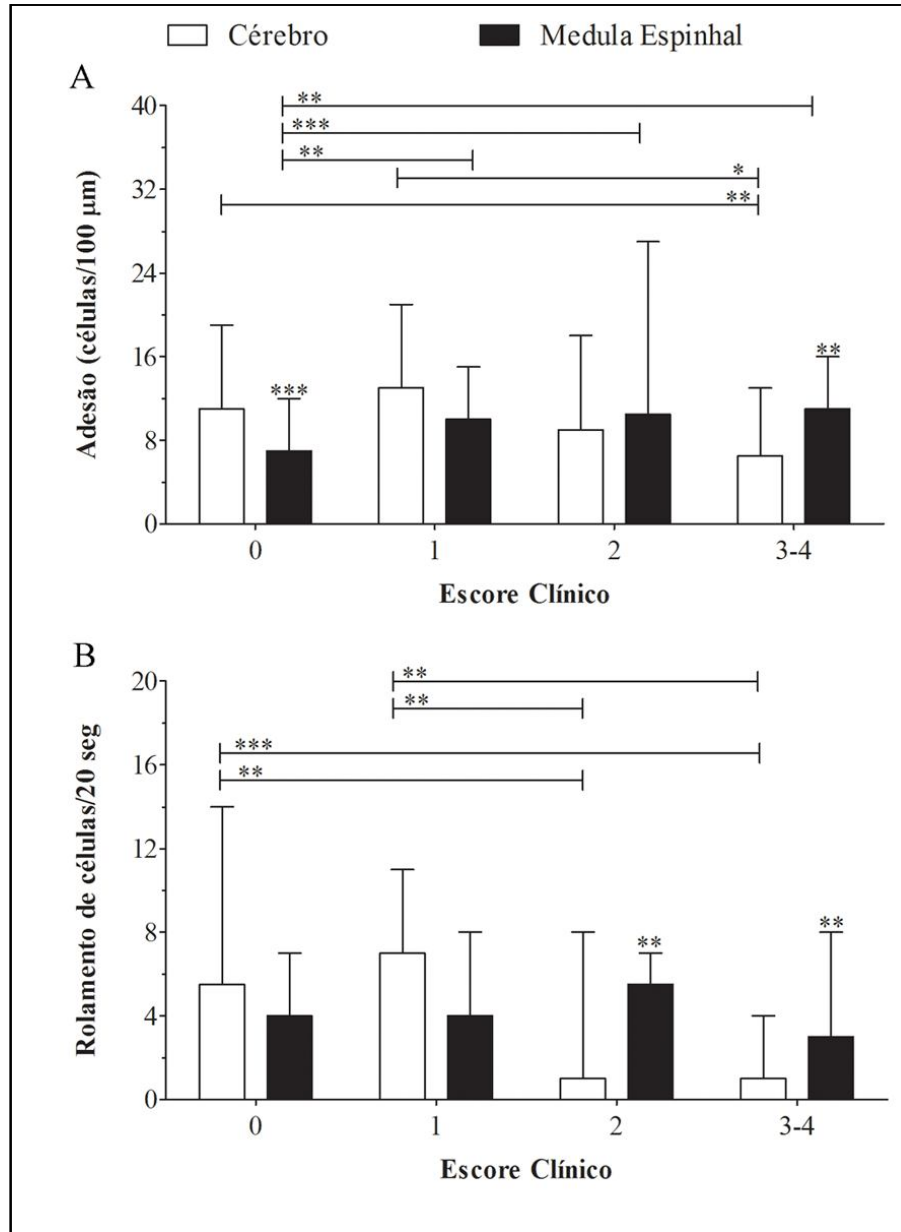 Cérebro Medula Espinhal
A
Adesão (células/100 µm)
40
32
24
16
8
0
**
***
**
*
**
***
**
0 1 2 3-4
Escore Clínico
B
Rolamento de células/20 seg
20
16
12
8
4
0
**
**
***
**
**
**
0 1 2 3-4
Escore Clínico